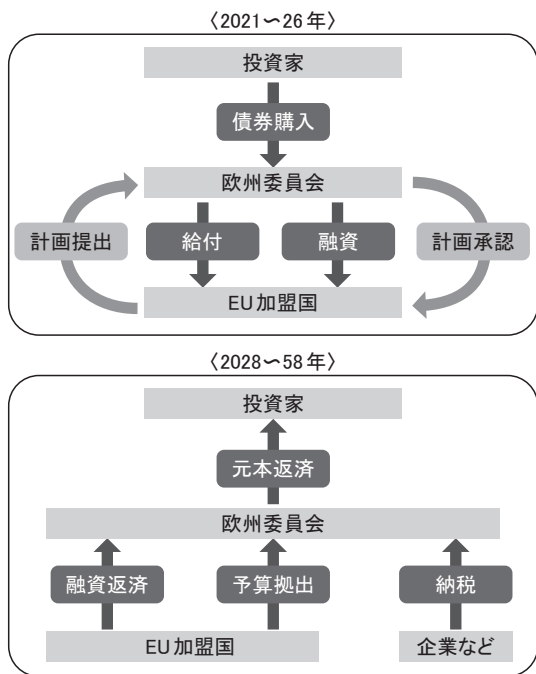 〈2021〜26年〉
投資家
債券購入
欧州委員会
計画提出 給付 融資 計画承認
EU加盟国
〈2028〜58年〉
投資家
元本返済
欧州委員会
融資返済 予算拠出 納税
EU加盟国 企業など